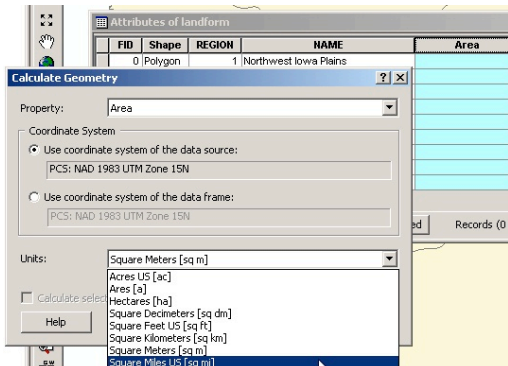 Attributes of landform
FID Shape REGION NAME Area
0 Polygon 1 Northwest Iowa Plains
Calculate Geometry
Property: Area
Coordinate System
Use coordinate system of the data source:
PCS: NAD 1983 UTM Zone 15N
Use coordinate system of the data frame:
PCS: NAD 1983 UTM Zone 15N
Records (0
Units: Square Meters [sq m]
Acres US [ac]
Ares [a]
Hectares [ha]
Square Decimeters [sq dm]
Square Feet US [sq ft]
Square Kilometers [sq km]
Square Meters [sq m]
Square Miles US [sq mi]
Calculate selec
Help